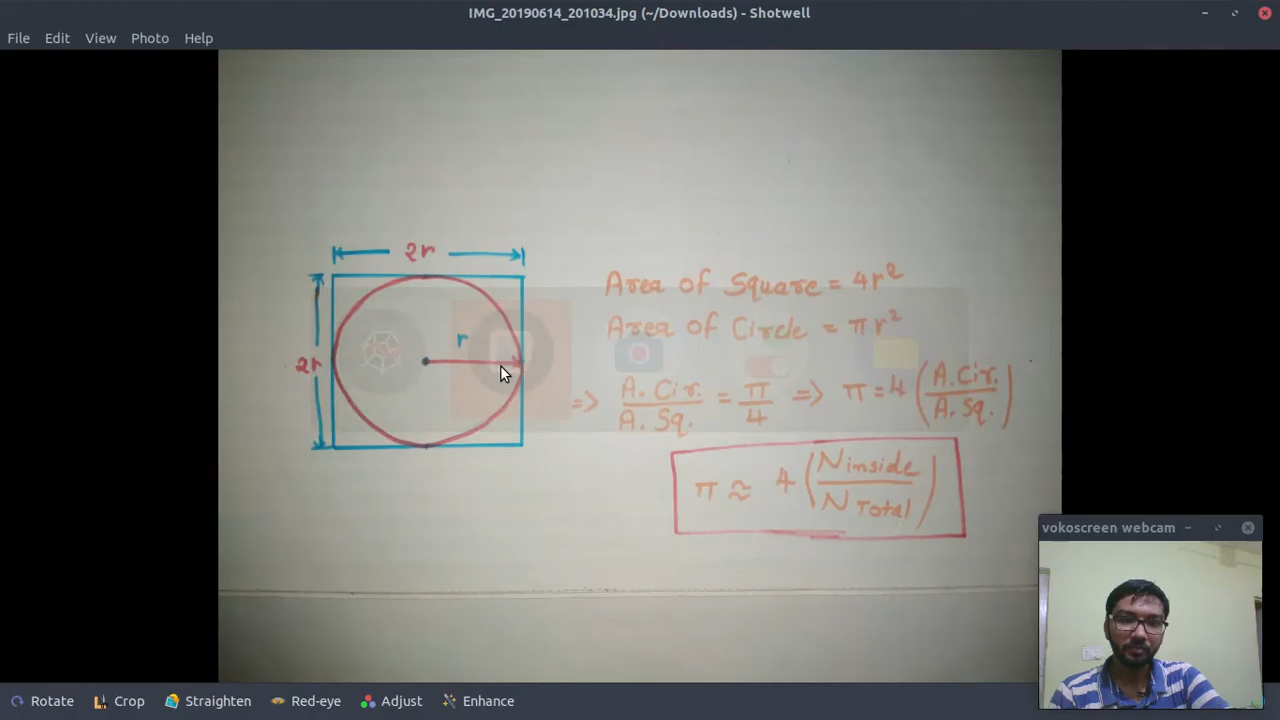 IMG_20190614_201034.jpg (~/Downloads) - Shotwell
File Edit View Photo Help
2r
2r
r
Area of Square = 4r²
Area of Circle = πr²
=> A. Cir. / A. Sq. = π / 4 => π = 4 (A. Cir. / A. Sq.)
π ≈ 4 (N inside / N Total)
vokoscreen webcam
Rotate Crop Straighten Red-eye Adjust Enhance